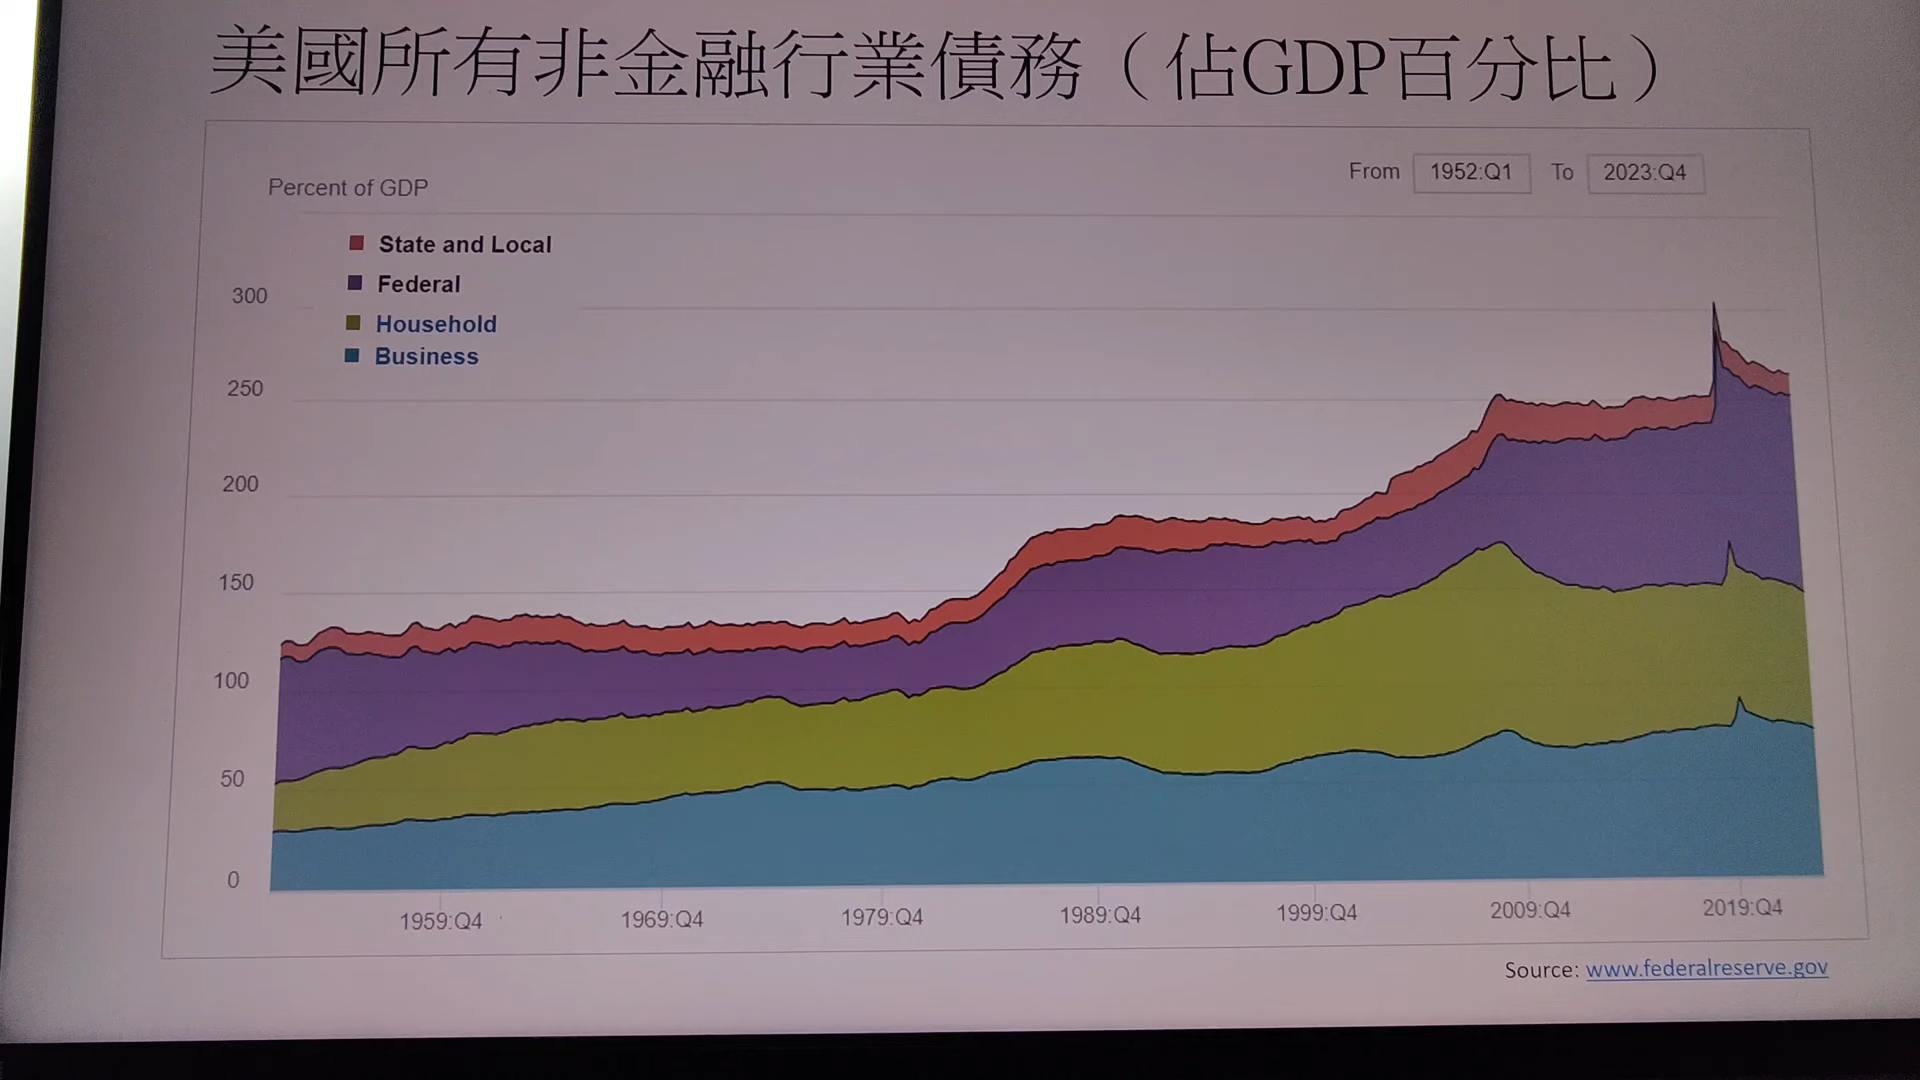 美國所有非金融行業債務（佔GDP百分比）
From 1952:Q1 To 2023:Q4
Percent of GDP
State and Local
Federal
Household
Business
300
250
200
150
100
50
0
1959:Q4 1969:Q4 1979:Q4 1989:Q4 1999:Q4 2009:Q4 2019:Q4
Source: www.federalreserve.gov